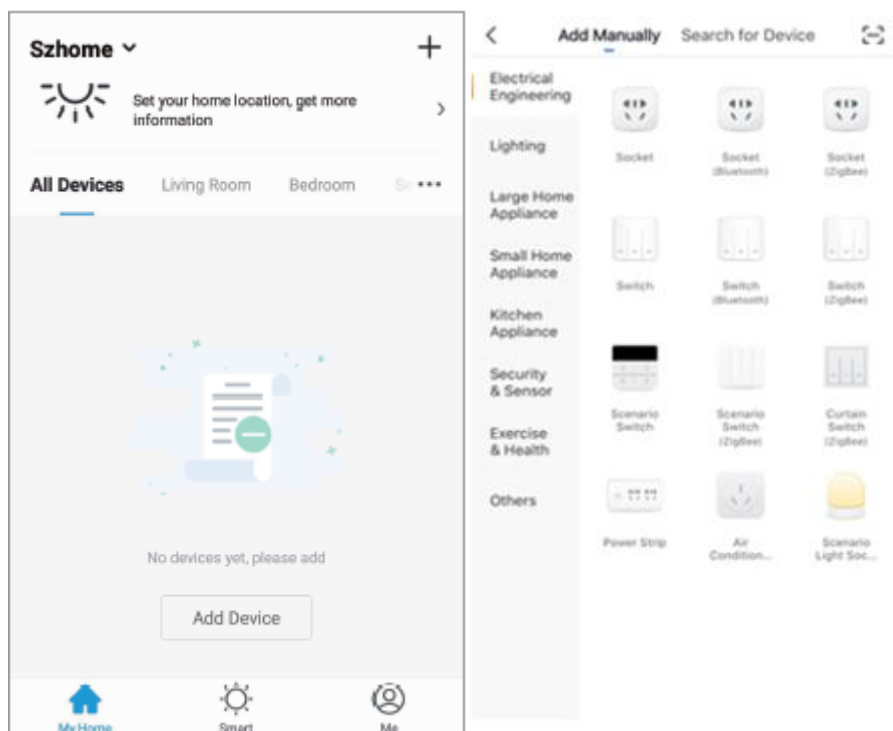 Szhome
Set your home location, get more
information
All Devices
Living Room
Bedroom
No devices yet, please add
Add Device
My Home
Smart
Me
Add Manually
Search for Device
Electrical
Engineering
Lighting
Large Home
Appliance
Small Home
Appliance
Kitchen
Appliance
Security
& Sensor
Exercise
& Health
Others
Socket
Socket
(Bluetooth)
Socket
(ZigBee)
Switch
Switch
(Bluetooth)
Switch
(ZigBee)
Scenario
Switch
Scenario
Switch
(ZigBee)
Curtain
Switch
(ZigBee)
Power Strip
Air
Condition...
Scenario
Light Soc...